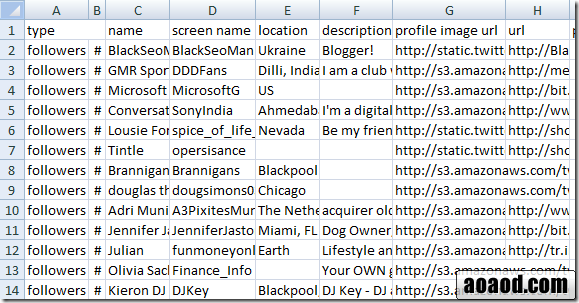 A B C D E F G H
1 type name screen name location description profile image url url
2 followers # BlackSeoM BlackSeoMan Ukraine Blogger! http://static.twitt http://Bla
3 followers # GMR Spor DDDFans Dilli, India I am a club http://s3.amazona http://me
4 followers # Microsoft MicrosoftG US http://s3.amazona http://bit.
5 followers # Conversat SonyIndia Ahmedaba I'm a digital http://s3.amazona http://ww
6 followers # Lousie For spice_of_life_ Nevada Be my frien http://static.twitt http://sho
7 followers # Tintle opersisance http://static.twitt http://sho
8 followers # Brannigan Brannigans Blackpool http://s3.amazonaws.com/tw
9 followers # douglas th dougsimons0 Chicago http://s3.amazonaws.com/tw
10 followers # Adri Muni A3PixitesMur The Nethe acquirer old http://s3.amazona http://ww
11 followers # Jennifer Ja JenniferJasto Miami, FL Dog Owner, http://s3.amazona http://bit.
12 followers # Julian funmoneyonl Earth Lifestyle an http://s3.amazona http://tr.i
13 followers # Olivia Sacl Finance_Info Your OWN g http://s3.amazonaws.com/tw
14 followers # Kieron DJ DJKey Blackpool, DJ Key - DJ a http://s3.
aoaod.com